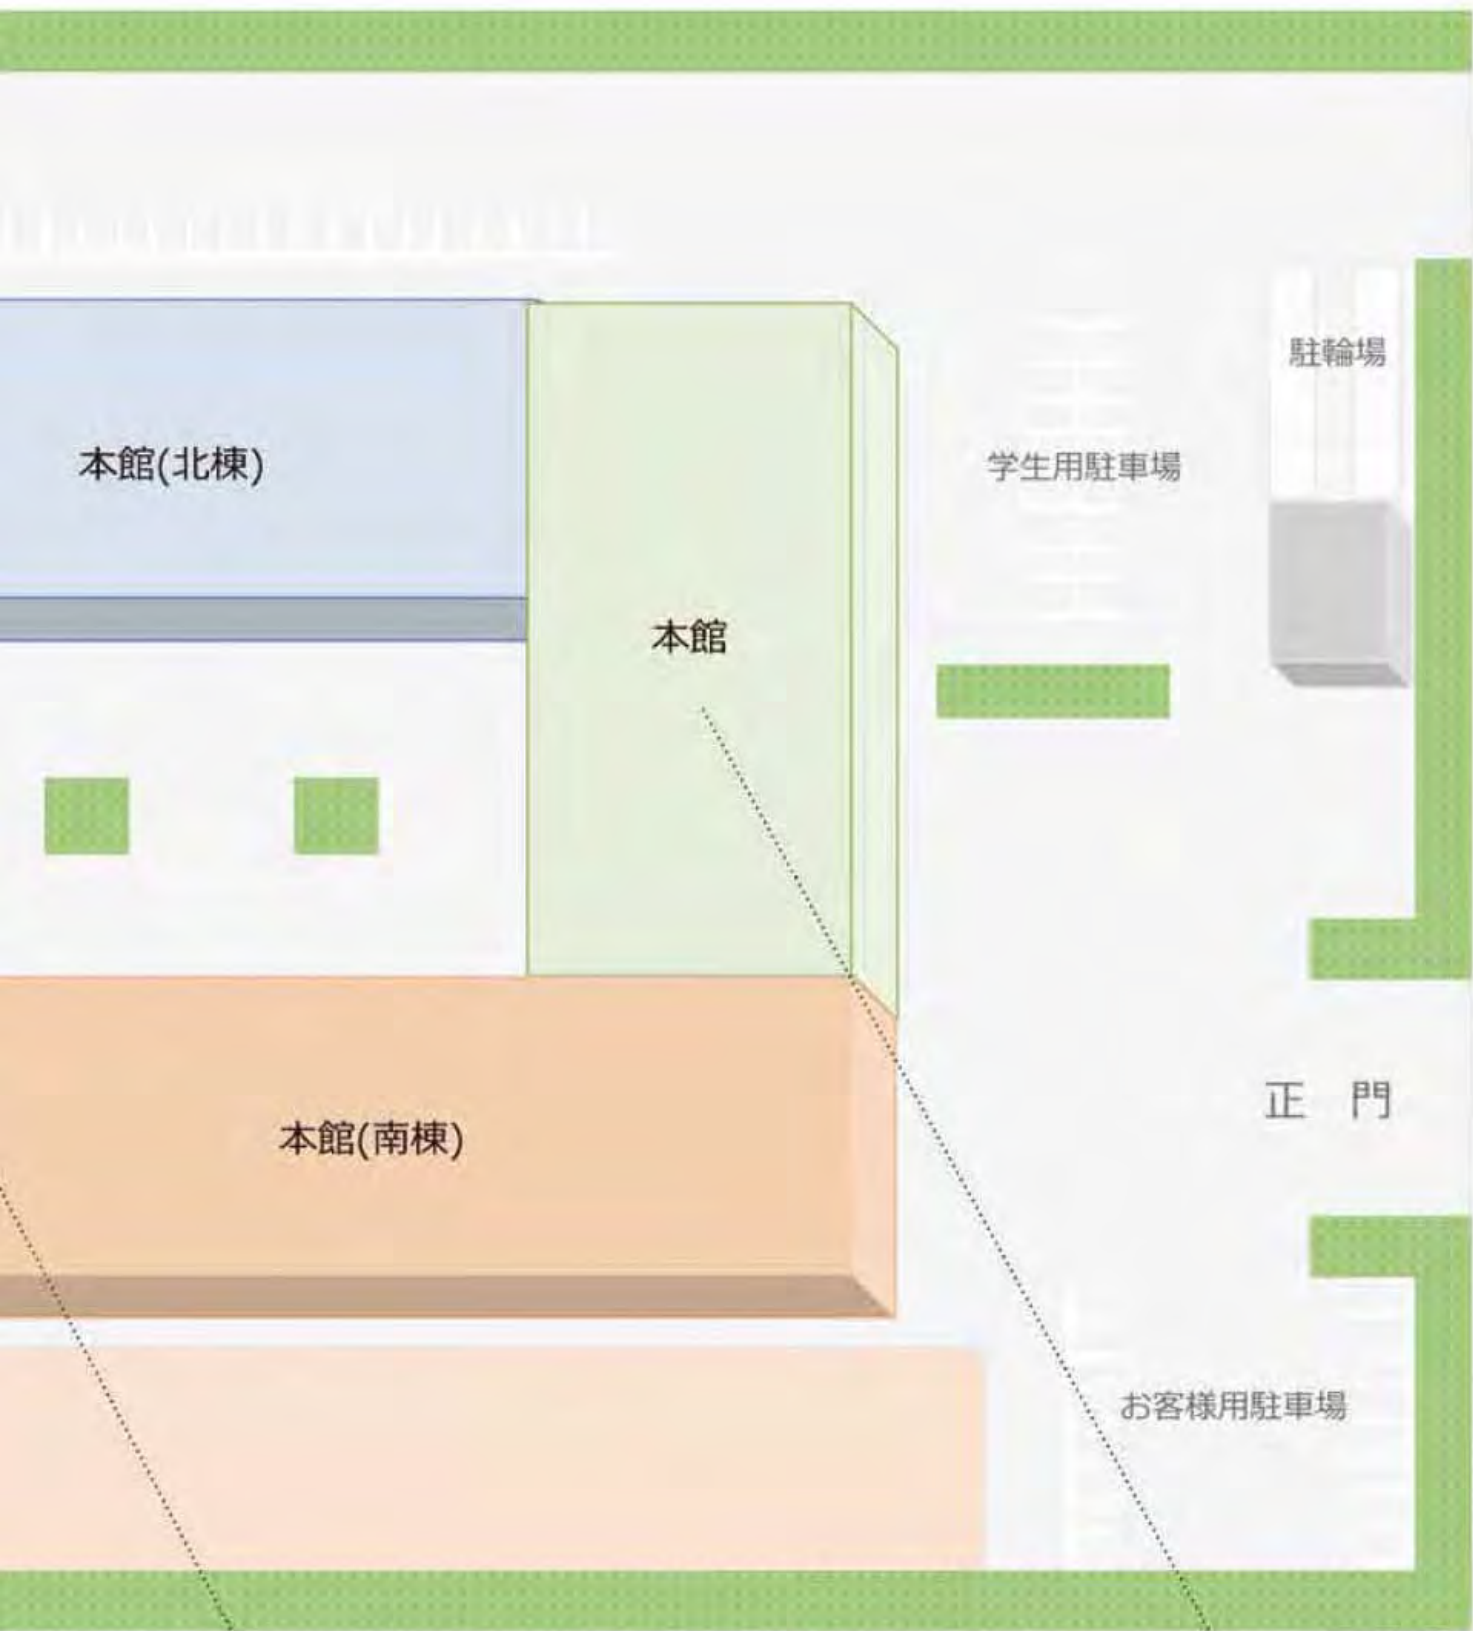 駐輪場
本館(北棟)
学生用駐車場
本館
正　門
本館(南棟)
お客様用駐車場